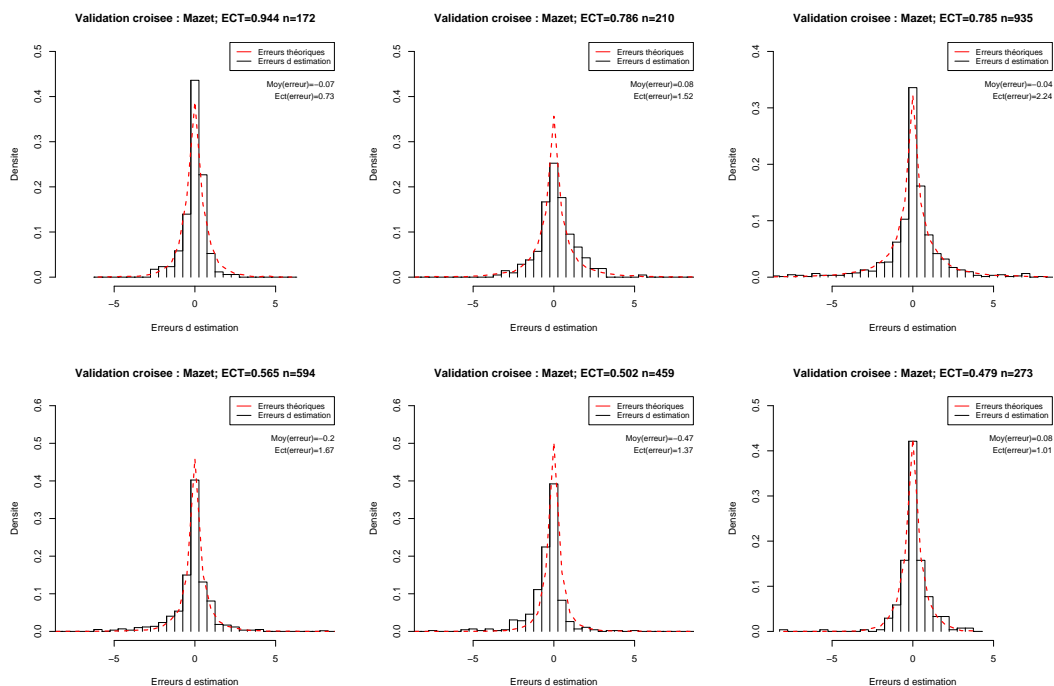 Validation croisee : Mazet; ECT=0.944 n=172
Erreurs théoriques
Erreurs d estimation
Moy(erreur)=−0.07
Ect(erreur)=0.73
Densite
0.0
0.1
0.2
0.3
0.4
0.5
−5
0
5
Erreurs d estimation
Validation croisee : Mazet; ECT=0.786 n=210
Erreurs théoriques
Erreurs d estimation
Moy(erreur)=0.08
Ect(erreur)=1.52
Densite
0.0
0.1
0.2
0.3
0.4
0.5
−5
0
5
Erreurs d estimation
Validation croisee : Mazet; ECT=0.785 n=935
Erreurs théoriques
Erreurs d estimation
Moy(erreur)=−0.04
Ect(erreur)=2.24
Densite
0.0
0.1
0.2
0.3
0.4
−5
0
5
Erreurs d estimation
Validation croisee : Mazet; ECT=0.565 n=594
Erreurs théoriques
Erreurs d estimation
Moy(erreur)=−0.2
Ect(erreur)=1.67
Densite
0.0
0.1
0.2
0.3
0.4
0.5
0.6
−5
0
5
Erreurs d estimation
Validation croisee : Mazet; ECT=0.502 n=459
Erreurs théoriques
Erreurs d estimation
Moy(erreur)=−0.47
Ect(erreur)=1.37
Densite
0.0
0.1
0.2
0.3
0.4
0.5
0.6
−5
0
5
Erreurs d estimation
Validation croisee : Mazet; ECT=0.479 n=273
Erreurs théoriques
Erreurs d estimation
Moy(erreur)=0.08
Ect(erreur)=1.01
Densite
0.0
0.1
0.2
0.3
0.4
0.5
−5
0
5
Erreurs d estimation